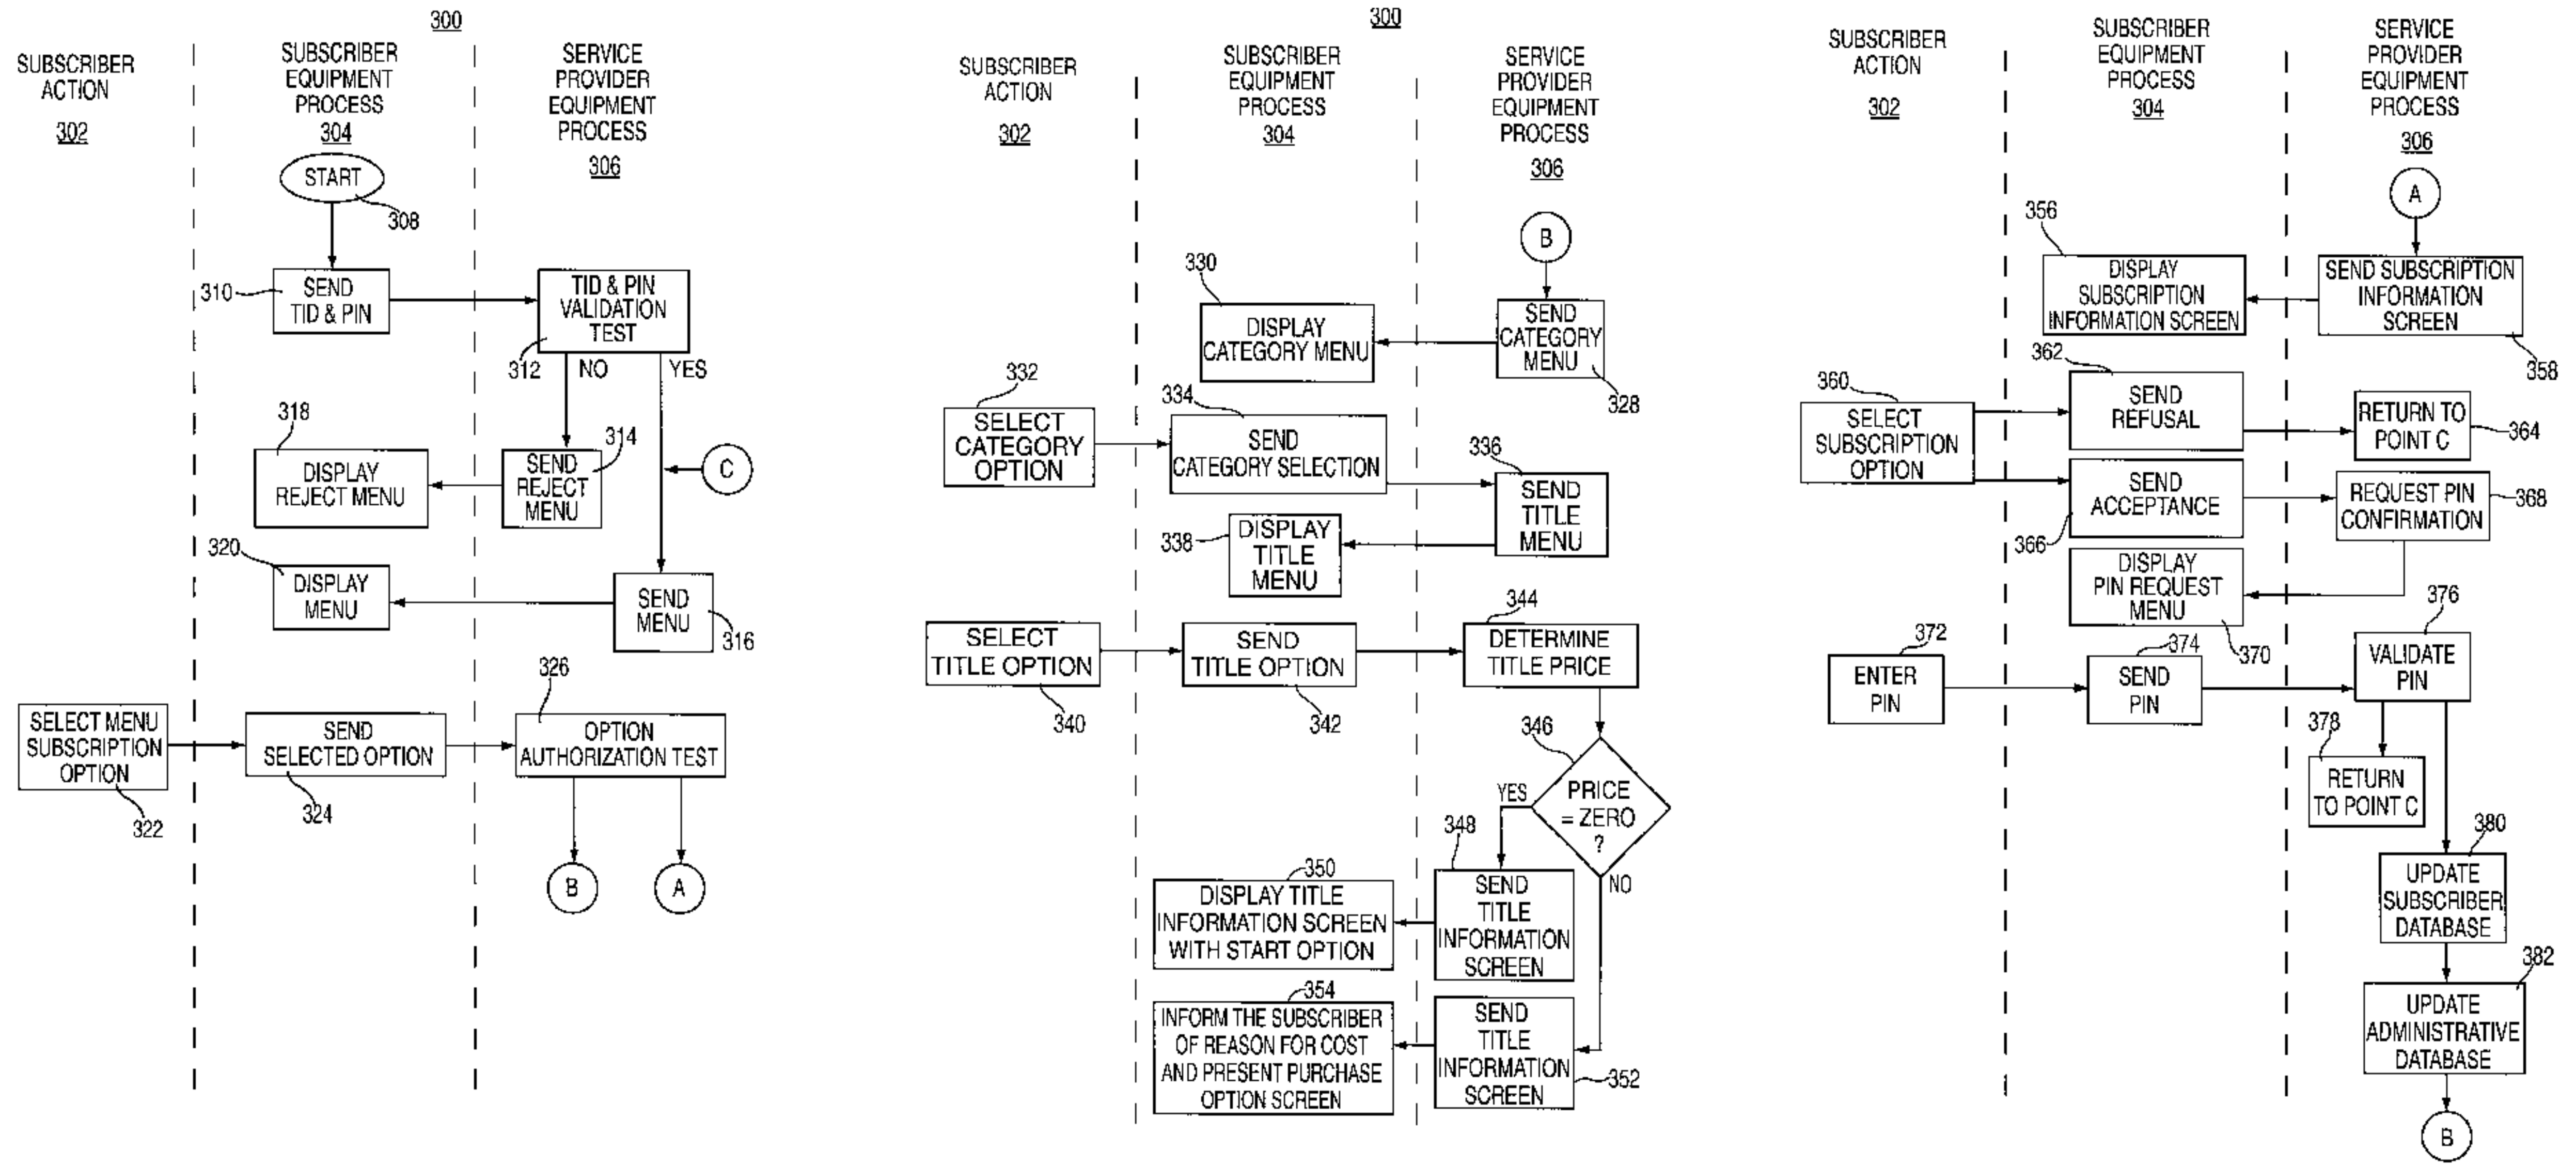 300
SUBSCRIBER
ACTION
302
SUBSCRIBER
EQUIPMENT
PROCESS
304
SERVICE
PROVIDER
EQUIPMENT
PROCESS
306
START
308
310
SEND
TID & PIN
TID & PIN
VALIDATION
TEST
312
NO
YES
318
DISPLAY
REJECT MENU
314
SEND
REJECT
MENU
C
320
DISPLAY
MENU
SEND
MENU
316
SELECT MENU
SUBSCRIPTION
OPTION
322
SEND
SELECTED OPTION
324
326
OPTION
AUTHORIZATION TEST
B
A
300
SUBSCRIBER
ACTION
302
SUBSCRIBER
EQUIPMENT
PROCESS
304
SERVICE
PROVIDER
EQUIPMENT
PROCESS
306
B
330
DISPLAY
CATEGORY MENU
SEND
CATEGORY
MENU
328
332
SELECT
CATEGORY
OPTION
334
SEND
CATEGORY SELECTION
336
SEND
TITLE
MENU
338
DISPLAY
TITLE
MENU
SELECT
TITLE OPTION
340
SEND
TITLE OPTION
342
344
DETERMINE
TITLE PRICE
346
PRICE
= ZERO
?
YES
NO
348
SEND
TITLE
INFORMATION
SCREEN
350
DISPLAY TITLE
INFORMATION SCREEN
WITH START OPTION
354
INFORM THE SUBSCRIBER
OF REASON FOR COST
AND PRESENT PURCHASE
OPTION SCREEN
SEND
TITLE
INFORMATION
SCREEN
352
SUBSCRIBER
ACTION
302
SUBSCRIBER
EQUIPMENT
PROCESS
304
SERVICE
PROVIDER
EQUIPMENT
PROCESS
306
A
356
DISPLAY
SUBSCRIPTION
INFORMATION SCREEN
SEND SUBSCRIPTION
INFORMATION
SCREEN
358
360
SELECT
SUBSCRIPTION
OPTION
362
SEND
REFUSAL
RETURN TO
POINT C
364
SEND
ACCEPTANCE
366
REQUEST PIN
CONFIRMATION
368
DISPLAY
PIN REQUEST
MENU
370
372
ENTER
PIN
374
SEND
PIN
376
VALIDATE
PIN
378
RETURN
TO POINT C
380
UPDATE
SUBSCRIBER
DATABASE
382
UPDATE
ADMINISTRATIVE
DATABASE
B